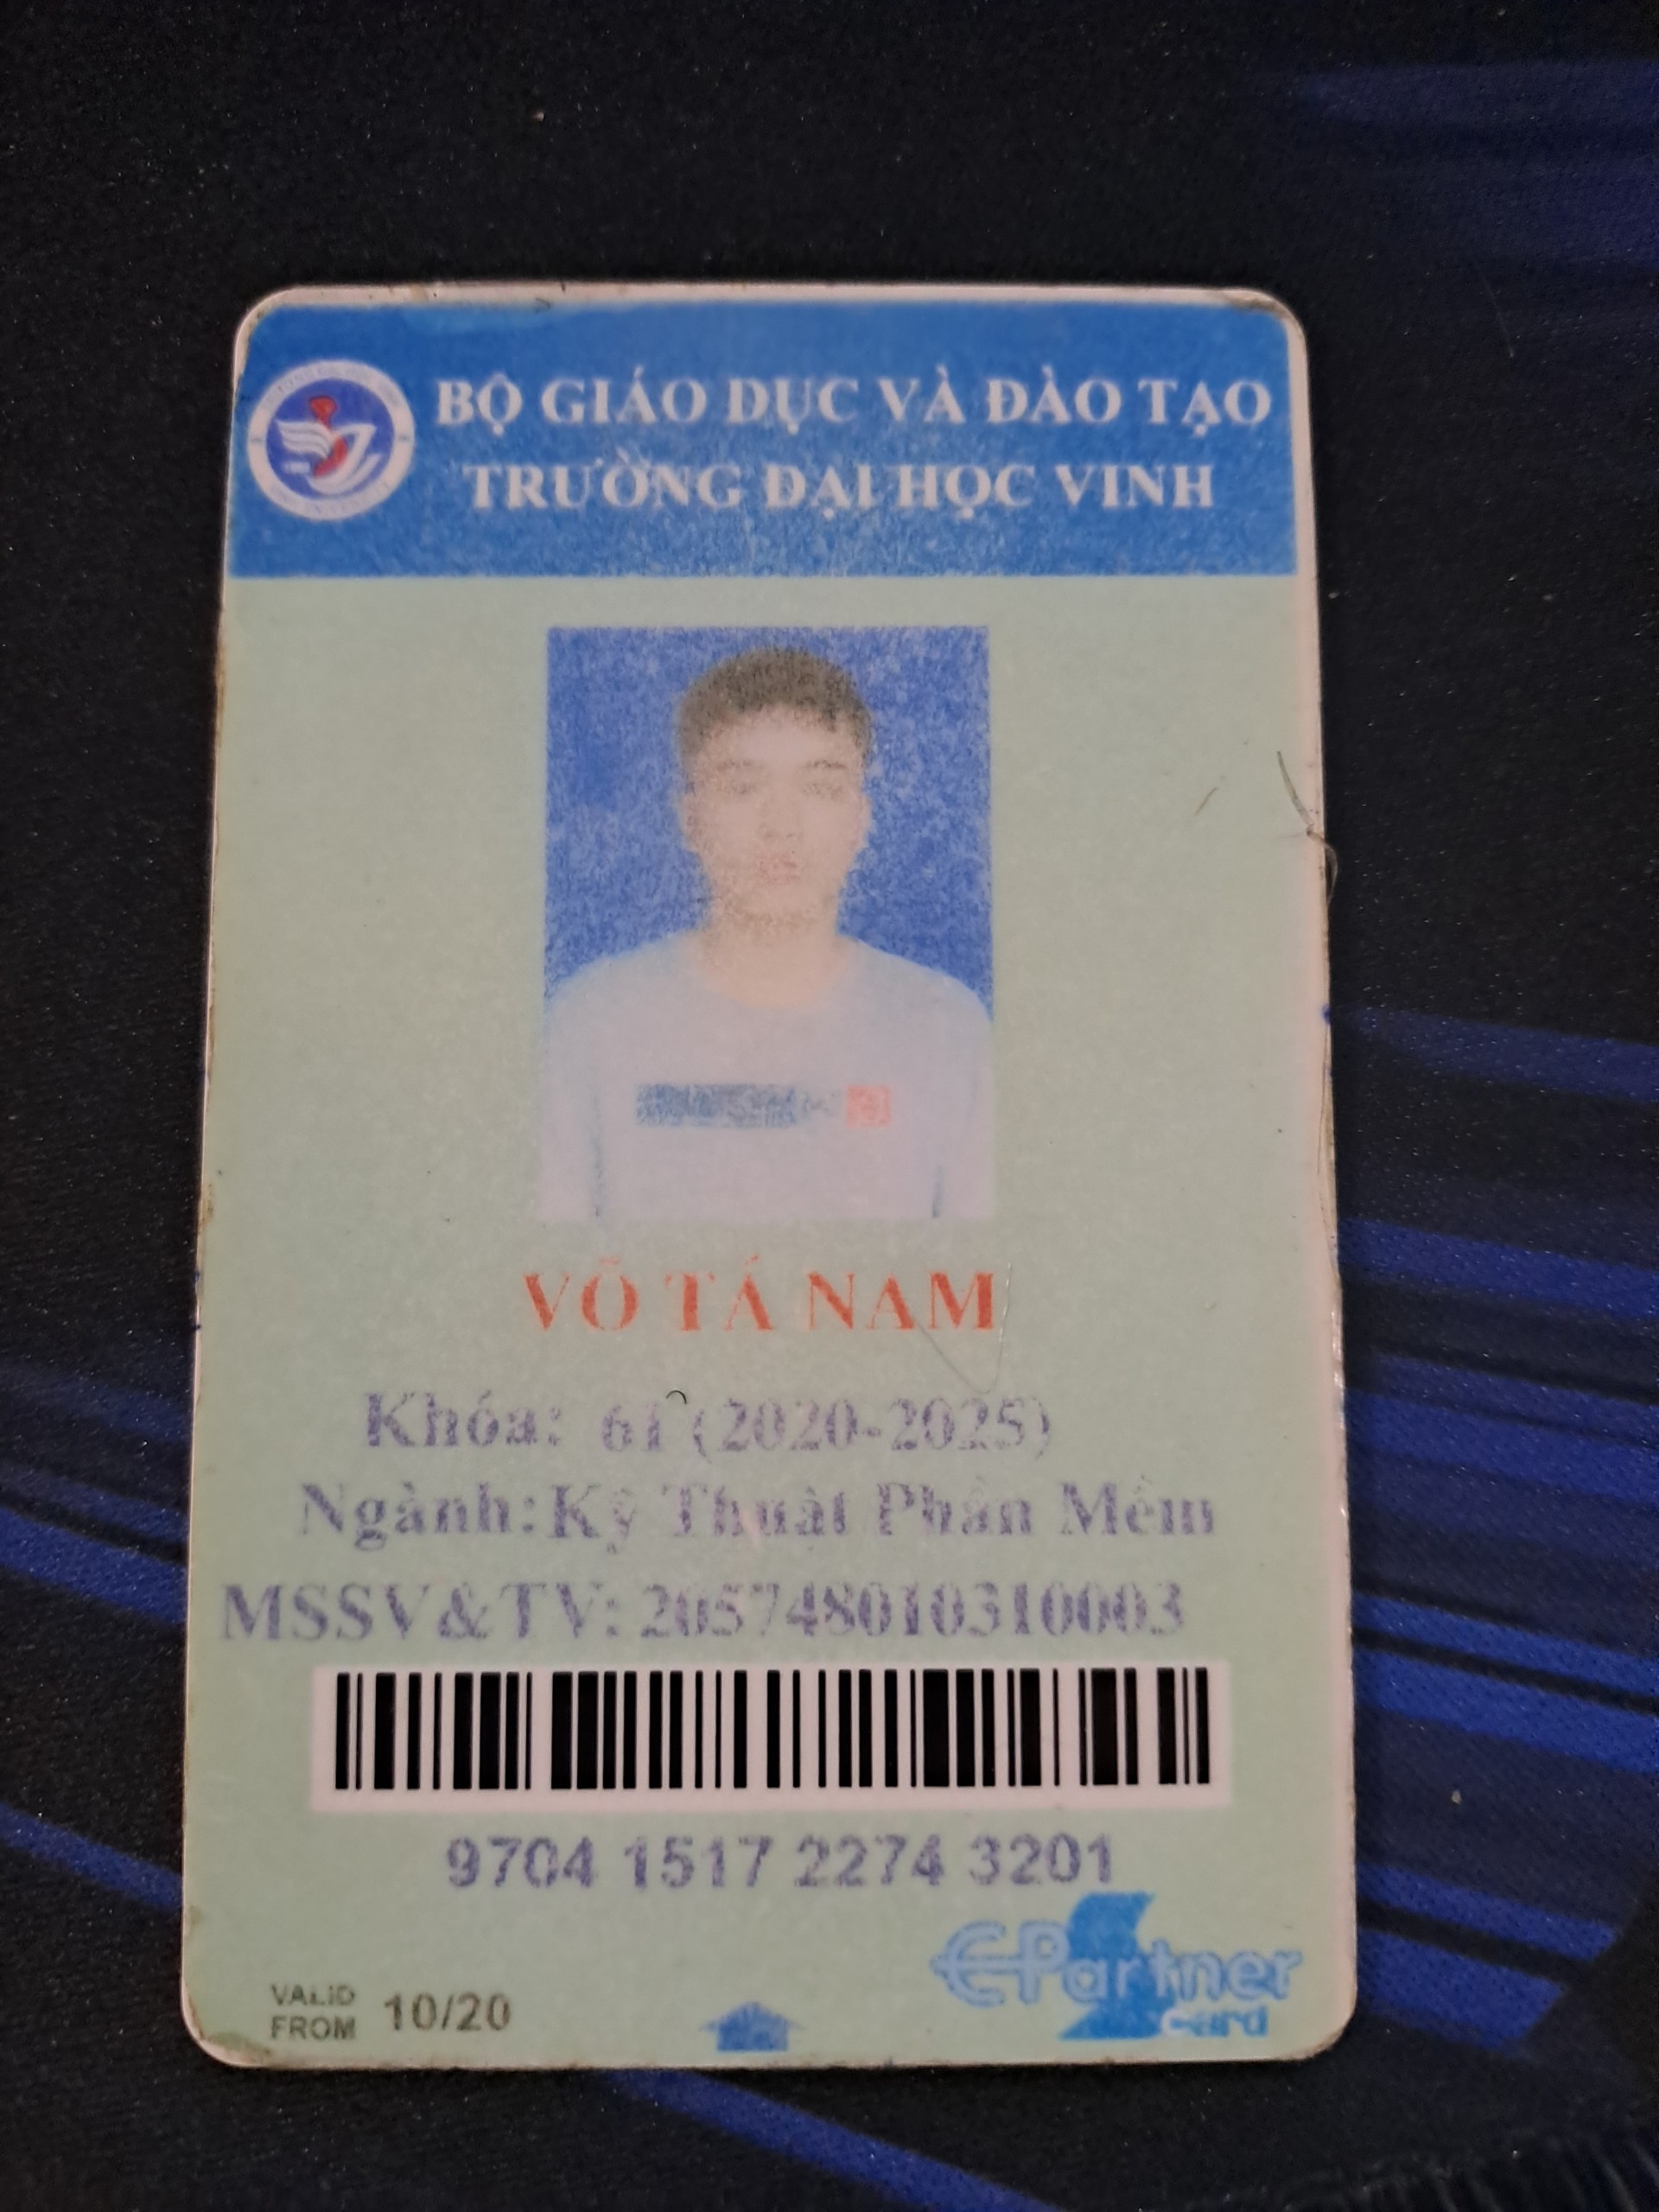 BỘ GIÁO DỤC VÀ ĐÀO TẠO
TRƯỜNG ĐẠI HỌC VINH
VÕ TÁ NAM
Khóa: 61 (2020-2025)
Ngành: Kỹ Thuật Phần Mềm
MSSV&TV: 205748010310003
9704 1517 2274 3201
E-Partner
card
VALID FROM 10/20